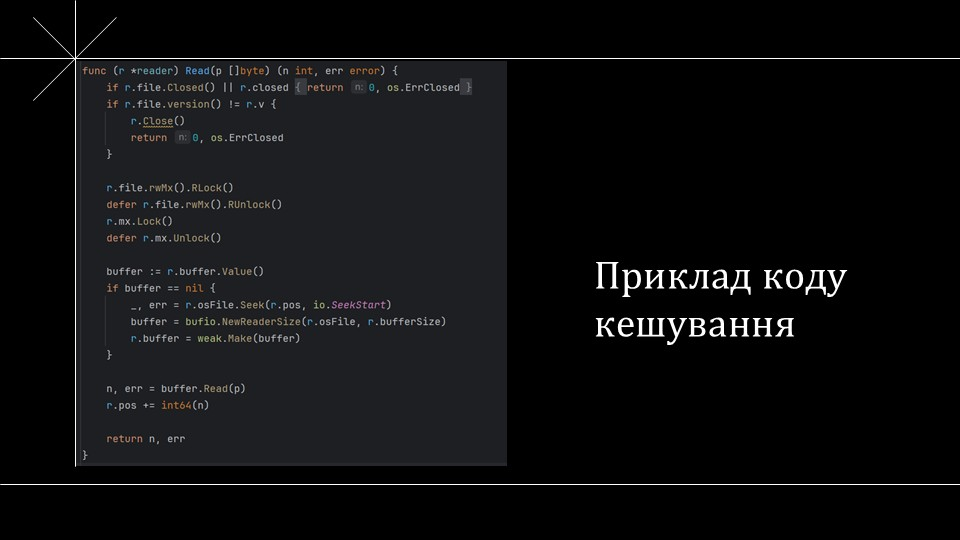 func (r *reader) Read(p []byte) (n int, err error) {
    if r.file.Closed() || r.closed { return n: 0, os.ErrClosed }
    if r.file.version() != r.v {
        r.Close()
        return n: 0, os.ErrClosed
    }

    r.file.rwMx().RLock()
    defer r.file.rwMx().RUnlock()
    r.mx.Lock()
    defer r.mx.Unlock()

    buffer := r.buffer.Value()
    if buffer == nil {
        _, err = r.osFile.Seek(r.pos, io.SeekStart)
        buffer = bufio.NewReaderSize(r.osFile, r.bufferSize)
        r.buffer = weak.Make(buffer)
    }

    n, err = buffer.Read(p)
    r.pos += int64(n)

    return n, err
}
Приклад коду
кешування